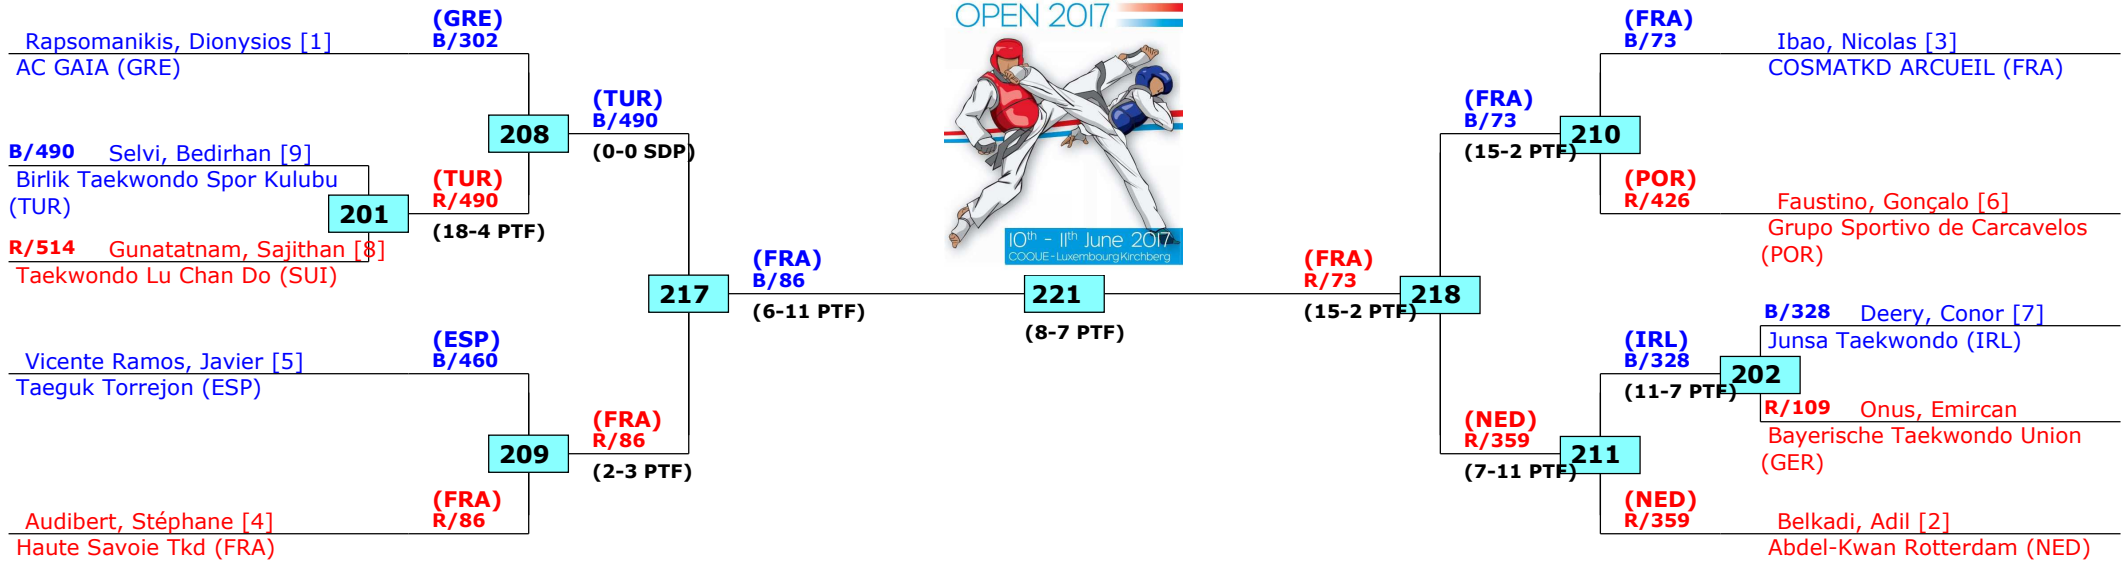 OPEN 2017
10th - 11th June 2017
COQUE - Luxembourg Kirchberg
Rapsomanikis, Dionysios [1]
AC GAIA (GRE)
(GRE)
B/302
208
(TUR)
B/490
(0-0 SDP)
B/490 Selvi, Bedirhan [9]
Birlik Taekwondo Spor Kulubu
(TUR)
201
(TUR)
R/490
(18-4 PTF)
R/514 Gunatatnam, Sajithan [8]
Taekwondo Lu Chan Do (SUI)
217
(FRA)
B/86
(6-11 PTF)
Vicente Ramos, Javier [5]
Taeguk Torrejon (ESP)
(ESP)
B/460
209
(FRA)
R/86
(2-3 PTF)
Audibert, Stéphane [4]
Haute Savoie Tkd (FRA)
(FRA)
R/86
221
(8-7 PTF)
(FRA)
R/73
(15-2 PTF)
218
(FRA)
B/73
(15-2 PTF)
210
(FRA)
B/73
Ibao, Nicolas [3]
COSMATKD ARCUEIL (FRA)
(POR)
R/426
Faustino, Gonçalo [6]
Grupo Sportivo de Carcavelos
(POR)
(NED)
R/359
(7-11 PTF)
211
(IRL)
B/328
(11-7 PTF)
202
B/328 Deery, Conor [7]
Junsa Taekwondo (IRL)
R/109 Onus, Emircan
Bayerische Taekwondo Union
(GER)
(NED)
R/359
Belkadi, Adil [2]
Abdel-Kwan Rotterdam (NED)